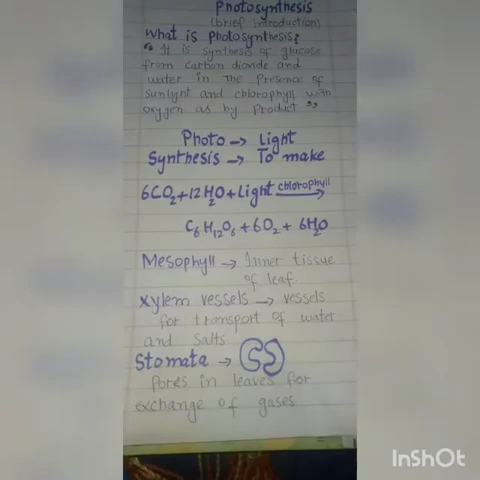 Photosynthesis
(brief introduction)
What is Photosynthesis?
" It is synthesis of glucose
from carbon dioxide and
water in the presence of
sunlight and chlorophyll with
oxygen as by product "
Photo → Light
Synthesis → To make
6CO₂+12H₂O+Light chlorophyll →
C₆H₁₂O₆+6O₂+6H₂O
Mesophyll → Inner tissue
of leaf.
Xylem vessels → vessels
for transport of water
and salts
Stomata →
Pores in leaves for
exchange of gases
InShOt